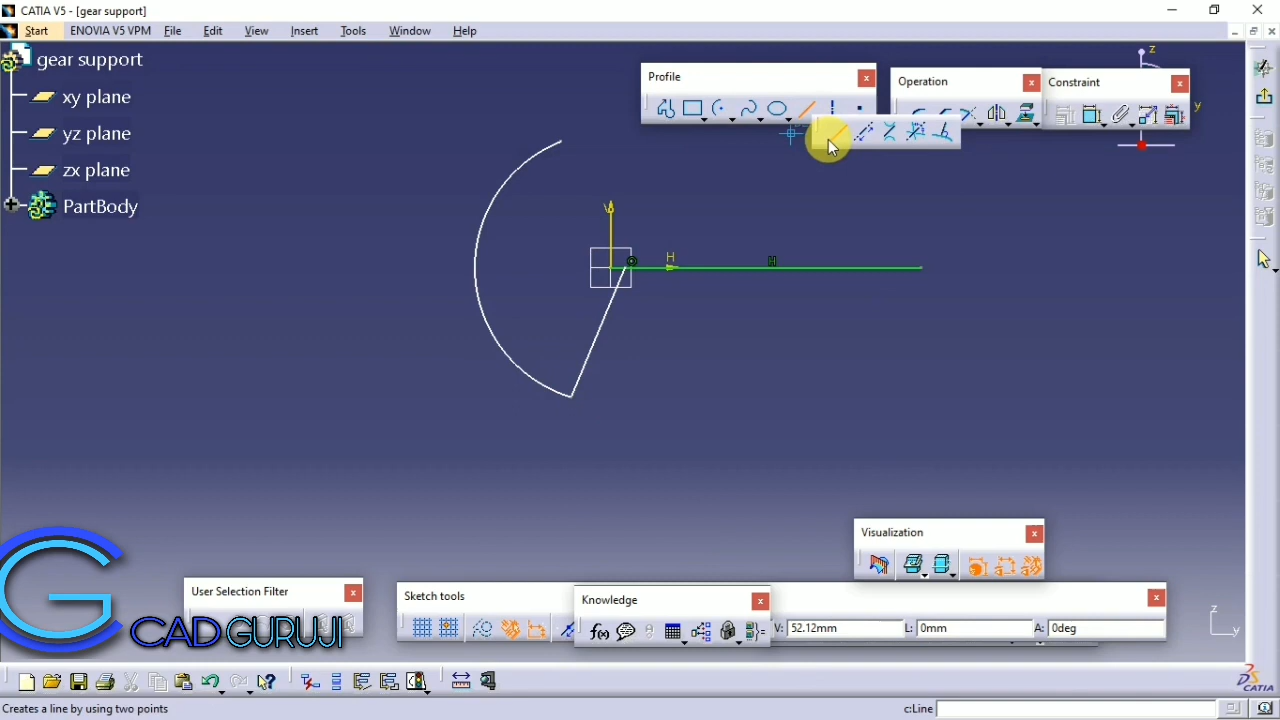 CATIA V5 - [gear support]
Start ENOVIA V5 VPM File Edit View Insert Tools Window Help
gear support
xy plane
yz plane
zx plane
PartBody
Profile
Operation
Constraint
z
y
V
H
H
Visualization
User Selection Filter
Sketch tools
Knowledge
f(x)
V: 52.12mm L: 0mm A: 0deg
G
CAD GURUJI
z
y
Creates a line by using two points
c:Line
CATIA